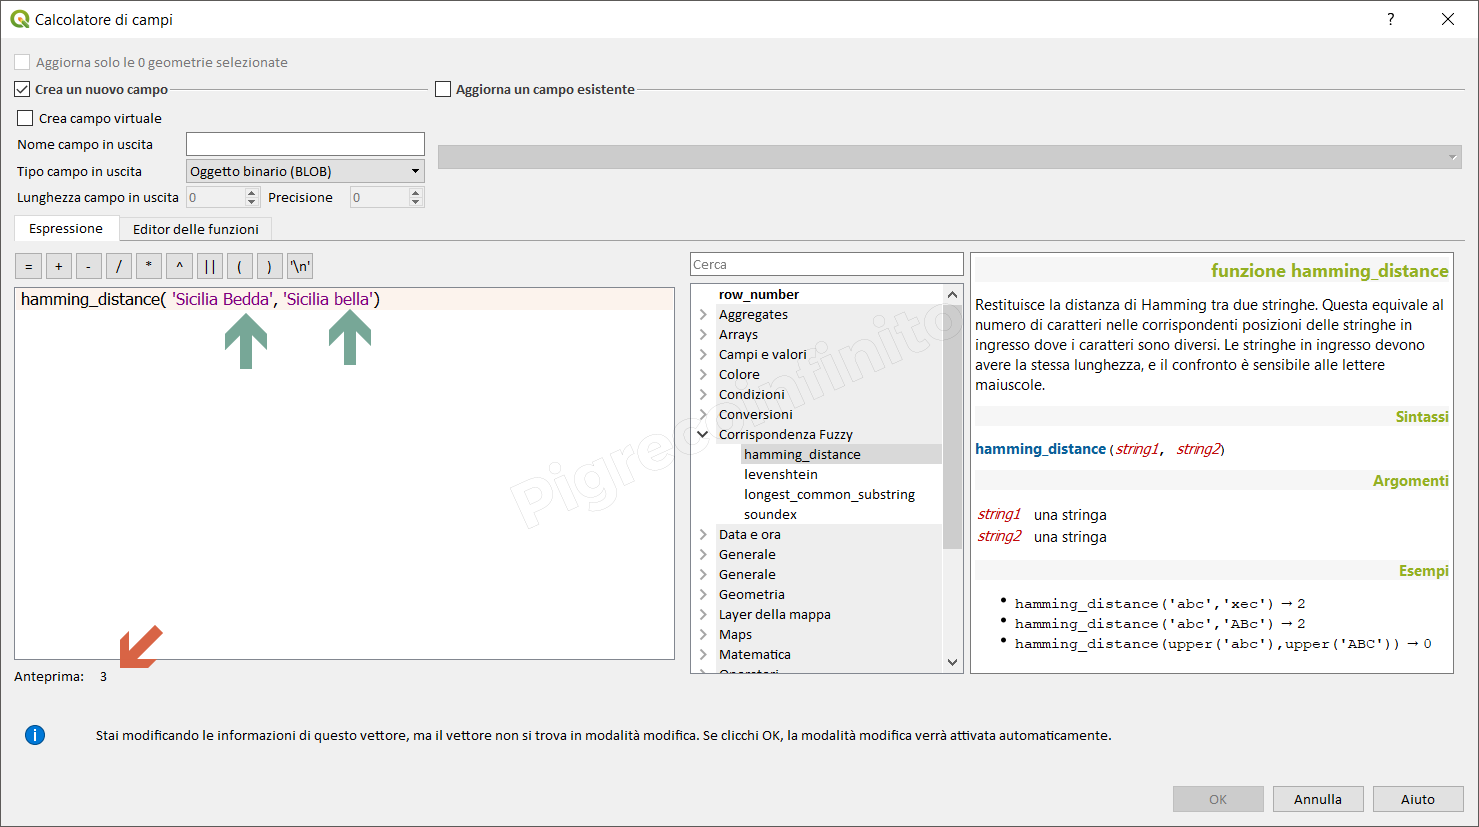 Calcolatore di campi
?
Aggiorna solo le 0 geometrie selezionate
Crea un nuovo campo
Aggiorna un campo esistente
Crea campo virtuale
Nome campo in uscita
Tipo campo in uscita
Oggetto binario (BLOB)
Lunghezza campo in uscita 0 Precisione 0
Espressione
Editor delle funzioni
= + - / * ^ || ( ) '\n'
hamming_distance( 'Sicilia Bedda', 'Sicilia bella')
Anteprima: 3
Cerca
row_number
Aggregates
Arrays
Campi e valori
Colore
Condizioni
Conversioni
Corrispondenza Fuzzy
hamming_distance
levenshtein
longest_common_substring
soundex
Data e ora
Generale
Generale
Geometria
Layer della mappa
Maps
Matematica
Operatori
funzione hamming_distance
Restituisce la distanza di Hamming tra due stringhe. Questa equivale al
numero di caratteri nelle corrispondenti posizioni delle stringhe in
ingresso dove i caratteri sono diversi. Le stringhe in ingresso devono
avere la stessa lunghezza, e il confronto è sensibile alle lettere
maiuscole.
Sintassi
hamming_distance(string1, string2)
Argomenti
string1 una stringa
string2 una stringa
Esempi
• hamming_distance('abc','xec') → 2
• hamming_distance('abc','ABc') → 2
• hamming_distance(upper('abc'),upper('ABC')) → 0
Pigrecoinfinito
Stai modificando le informazioni di questo vettore, ma il vettore non si trova in modalità modifica. Se clicchi OK, la modalità modifica verrà attivata automaticamente.
OK
Annulla
Aiuto